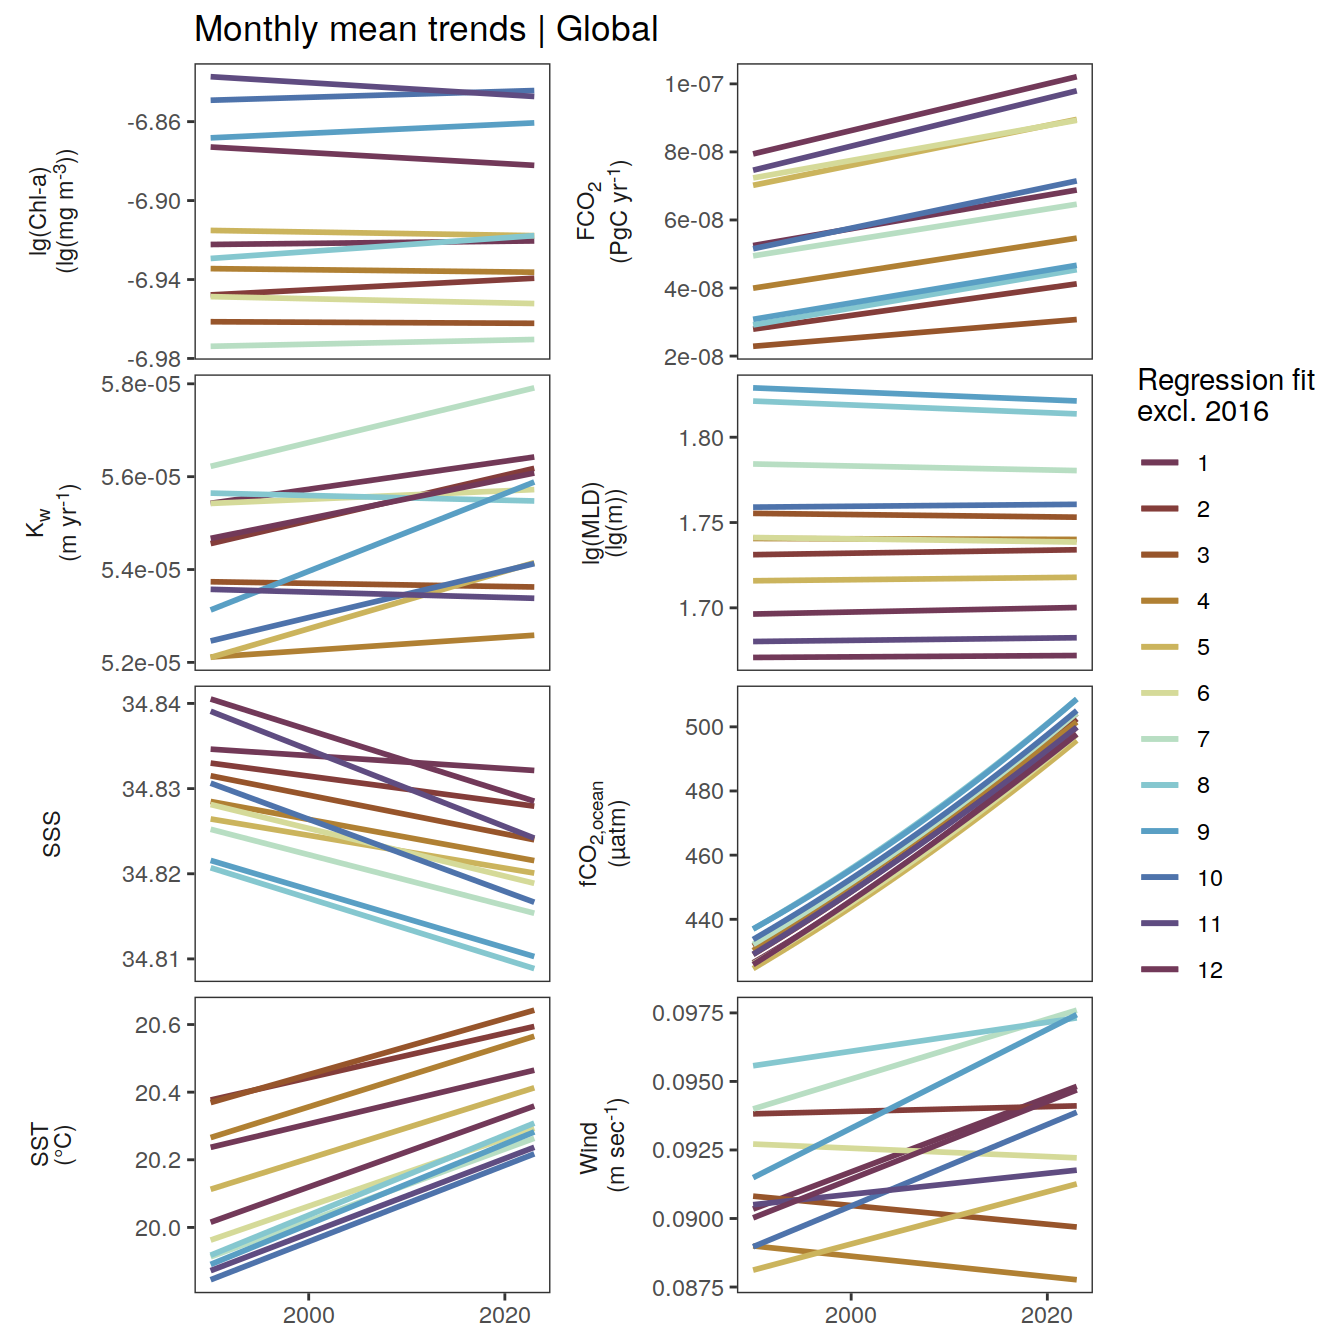 Monthly mean trends | Global
lg(Chl-a)
(lg(mg m-3))
-6.86
-6.90
-6.94
-6.98
FCO2
(PgC yr-1)
1e-07
8e-08
6e-08
4e-08
2e-08
Kw
(m yr-1)
5.8e-05
5.6e-05
5.4e-05
5.2e-05
lg(MLD)
(lg(m))
1.80
1.75
1.70
SSS
34.84
34.83
34.82
34.81
fCO2,ocean
(µatm)
500
480
460
440
SST
(°C)
20.6
20.4
20.2
20.0
2000
2020
Wind
(m sec-1)
0.0975
0.0950
0.0925
0.0900
0.0875
2000
2020
Regression fit
excl. 2016
1
2
3
4
5
6
7
8
9
10
11
12